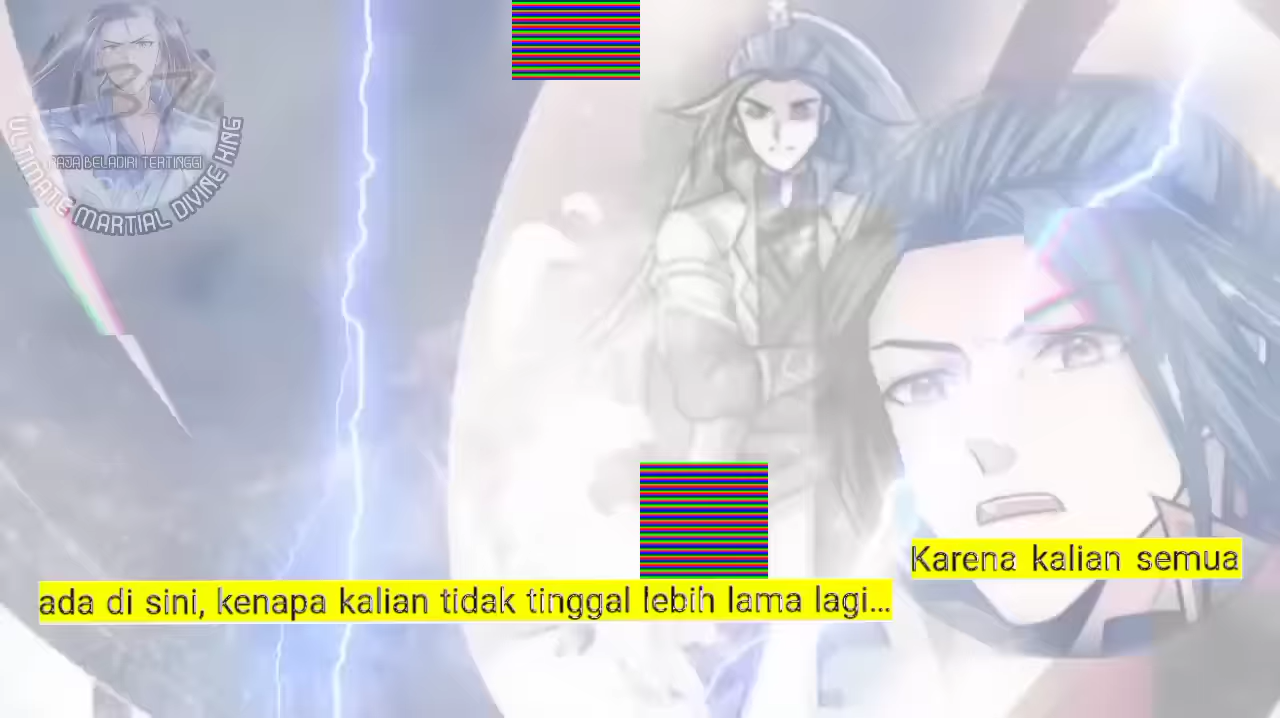 Karena kalian semua
ada di sini, kenapa kalian tidak tinggal lebih lama lagi...
RAJA BELADIRI TERTINGGI
ULTIMATE MARTIAL DIVINE KING